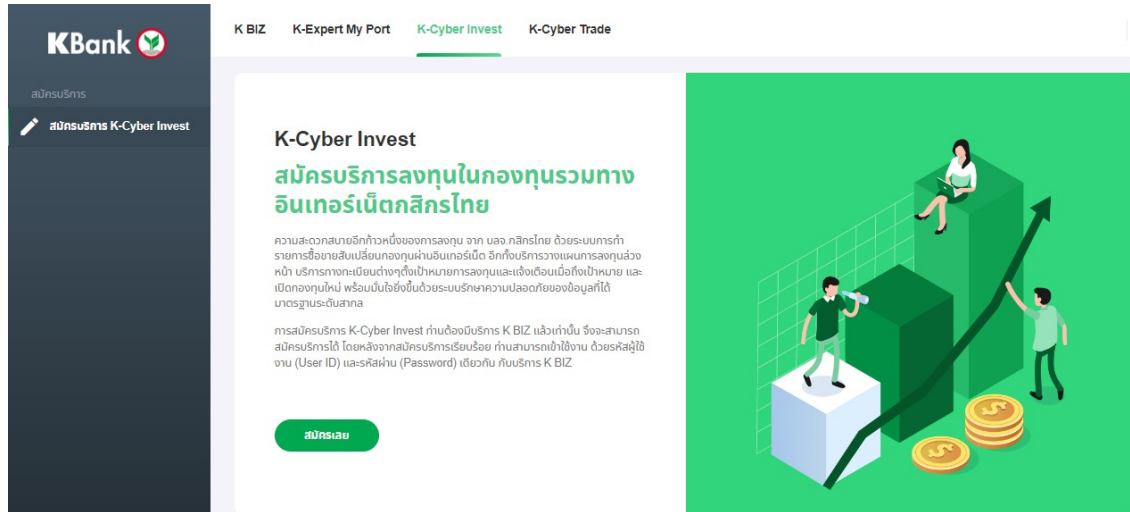 KBank
K BIZ K-Expert My Port K-Cyber Invest K-Cyber Trade
สมัครบริการ
สมัครบริการ K-Cyber Invest
K-Cyber Invest
สมัครบริการลงทุนในกองทุนรวมทาง
อินเทอร์เน็ตกสิกรไทย
ความสะดวกสบายอีกก้าวหนึ่งของการลงทุน จาก บลจ.กสิกรไทย ด้วยระบบการทำ
รายการซื้อขายสับเปลี่ยนกองทุนผ่านอินเทอร์เน็ต อีกทั้งบริการวางแผนการลงทุนล่วง
หน้า บริการทางทะเบียนต่างๆตั้งเป้าหมายการลงทุนและแจ้งเตือนเมื่อถึงเป้าหมาย และ
เปิดกองทุนใหม่ พร้อมมั่นใจยิ่งขึ้นด้วยระบบรักษาความปลอดภัยของข้อมูลที่ได้
มาตรฐานระดับสากล
การสมัครบริการ K-Cyber Invest ท่านต้องมีบริการ K BIZ แล้วเท่านั้น จึงจะสามารถ
สมัครบริการได้ โดยหลังจากสมัครบริการเรียบร้อย ท่านสามารถเข้าใช้งาน ด้วยรหัสผู้ใช้
งาน (User ID) และรหัสผ่าน (Password) เดียวกัน กับบริการ K BIZ
สมัครเลย